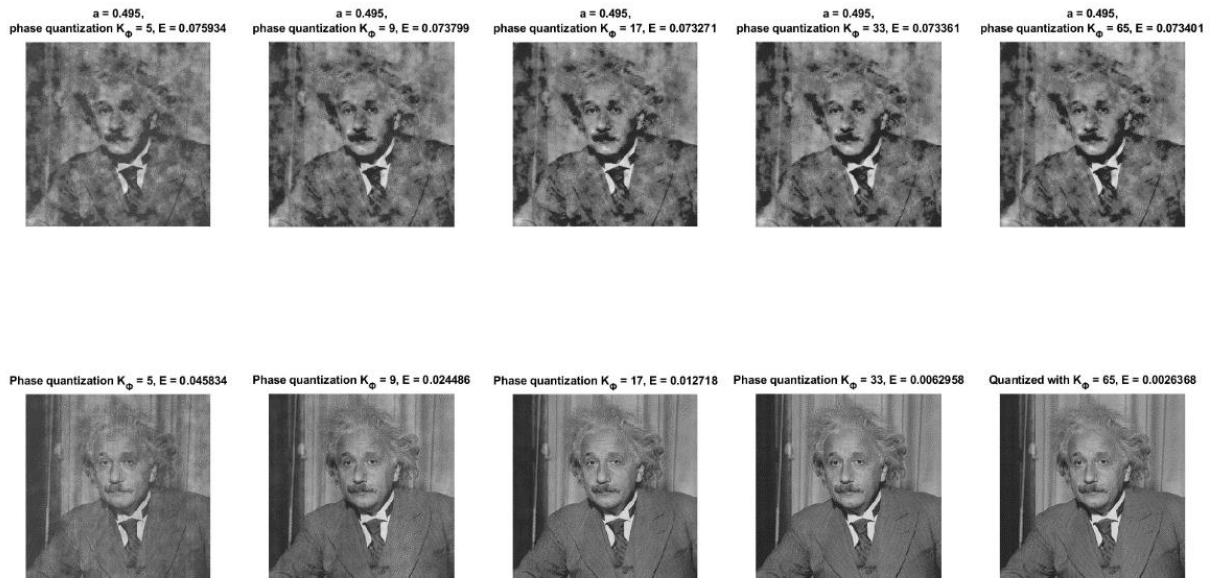 a = 0.495,
phase quantization K_Φ = 5, E = 0.075934
a = 0.495,
phase quantization K_Φ = 9, E = 0.073799
a = 0.495,
phase quantization K_Φ = 17, E = 0.073271
a = 0.495,
phase quantization K_Φ = 33, E = 0.073361
a = 0.495,
phase quantization K_Φ = 65, E = 0.073401
Phase quantization K_Φ = 5, E = 0.045834
Phase quantization K_Φ = 9, E = 0.024486
Phase quantization K_Φ = 17, E = 0.012718
Phase quantization K_Φ = 33, E = 0.0062958
Quantized with K_Φ = 65, E = 0.0026368